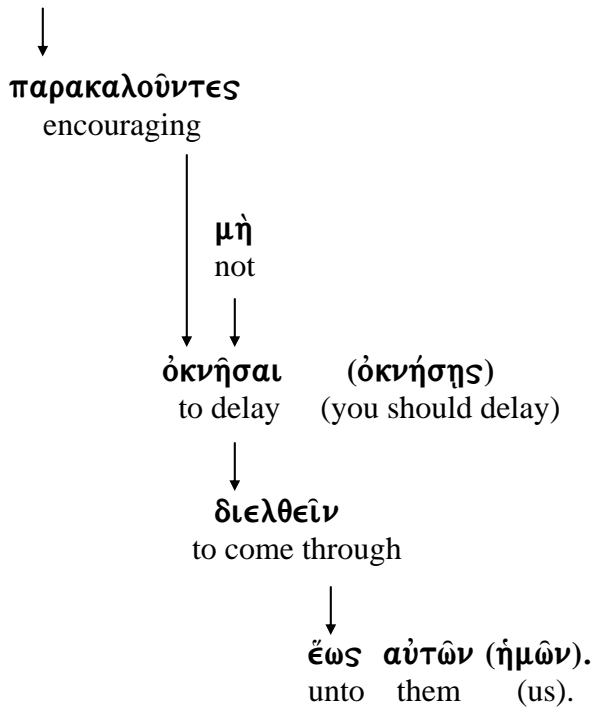 παρακαλοῦντες
encouraging
μὴ
not
ὀκνῆσαι (ὀκνήσῃς)
to delay (you should delay)
διελθεῖν
to come through
ἕως αὐτῶν (ἡμῶν).
unto them (us).